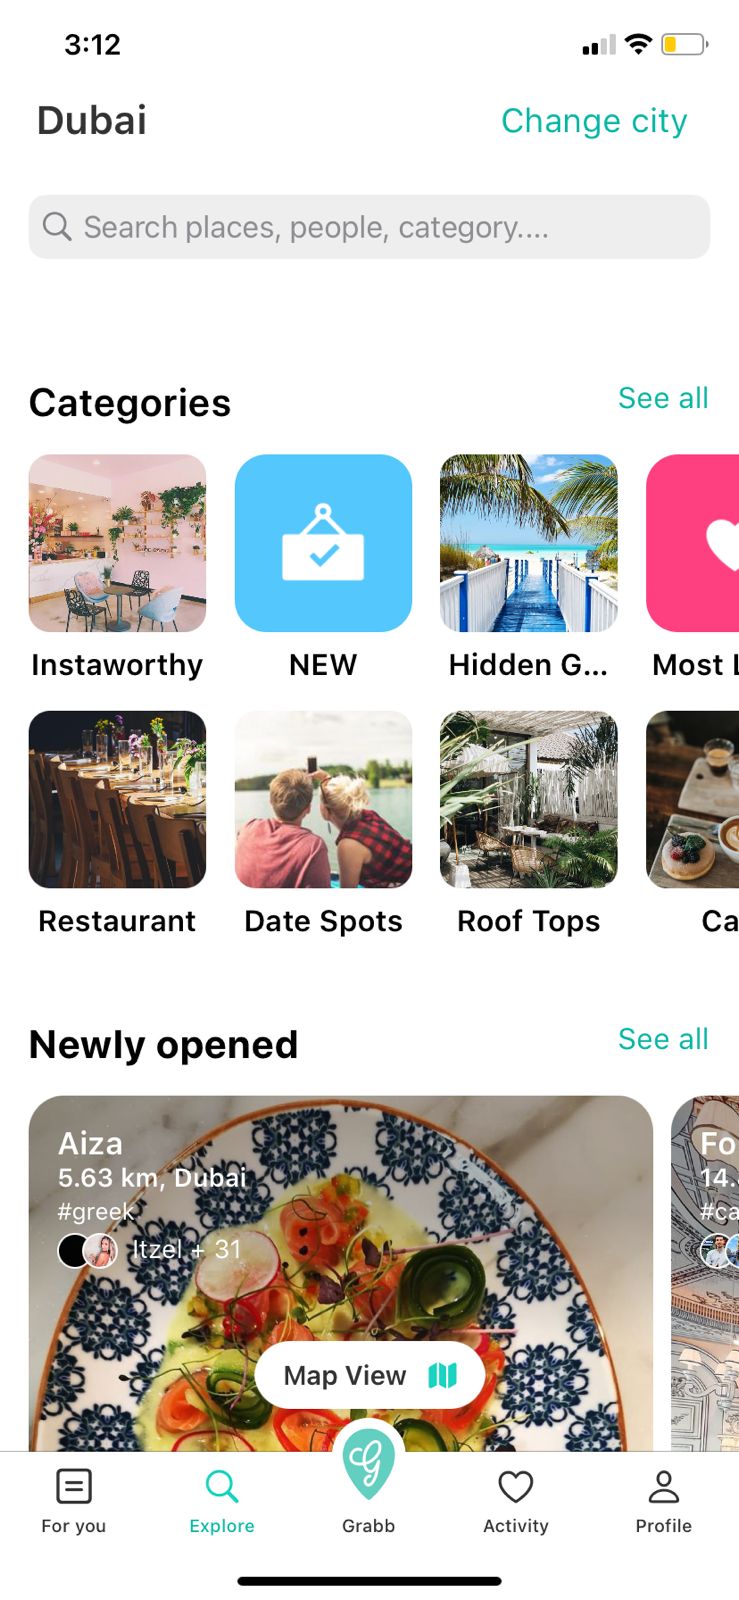 3:12
Dubai
Change city
Search places, people, category....
Categories
See all
Instaworthy
NEW
Hidden G...
Most L
Restaurant
Date Spots
Roof Tops
Ca
Newly opened
See all
Aiza
5.63 km, Dubai
#greek
Itzel + 31
Fo
14.
#ca
Map View
For you
Explore
Grabb
Activity
Profile